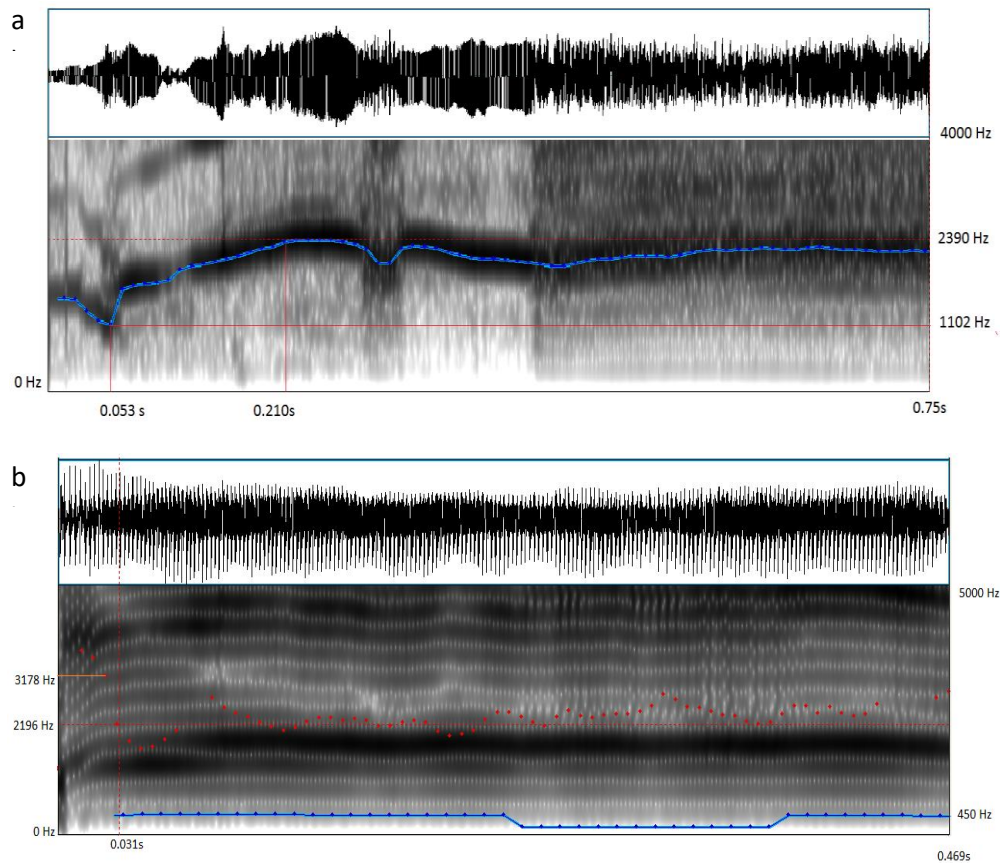 a
4000 Hz
2390 Hz
1102 Hz
0 Hz
0.053 s
0.210s
0.75s
b
5000 Hz
3178 Hz
2196 Hz
0 Hz
450 Hz
0.031s
0.469s